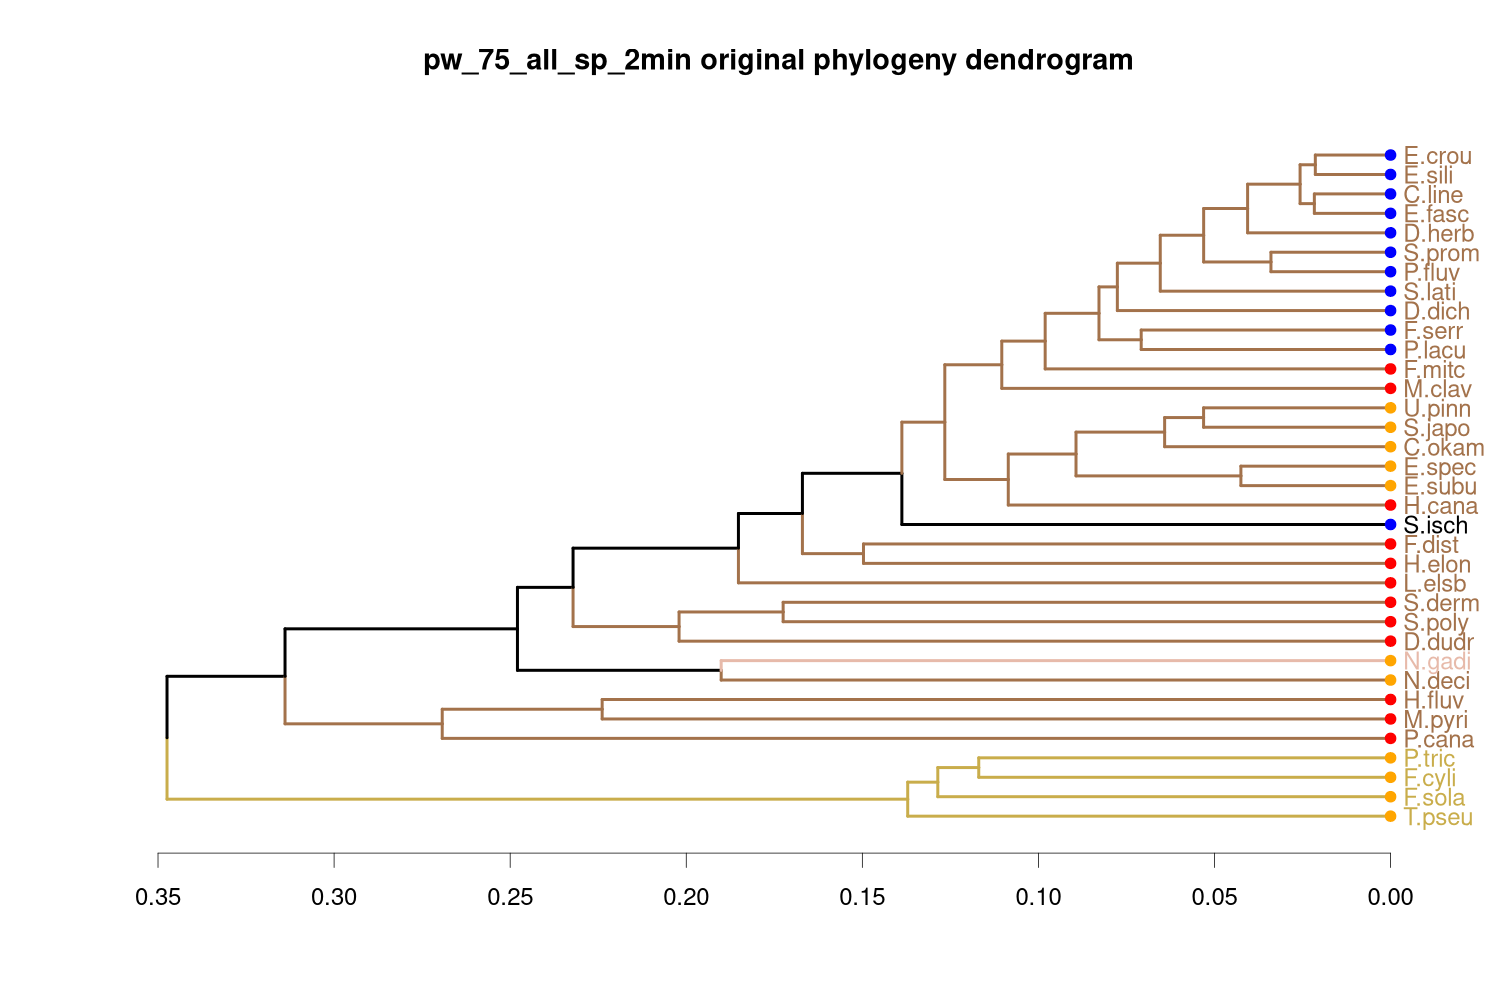 pw_75_all_sp_2min original phylogeny dendrogram
E.crou
E.sili
C.line
E.fasc
D.herb
S.prom
P.fluv
S.lati
D.dich
F.serr
P.lacu
F.mitc
M.clav
U.pinn
S.japo
C.okam
E.spec
E.subu
H.cana
S.isch
F.dist
H.elon
L.elsb
S.derm
S.poly
D.dudr
N.gadi
N.deci
H.fluv
M.pyri
P.cana
P.tric
F.cyli
F.sola
T.pseu
0.35 0.30 0.25 0.20 0.15 0.10 0.05 0.00